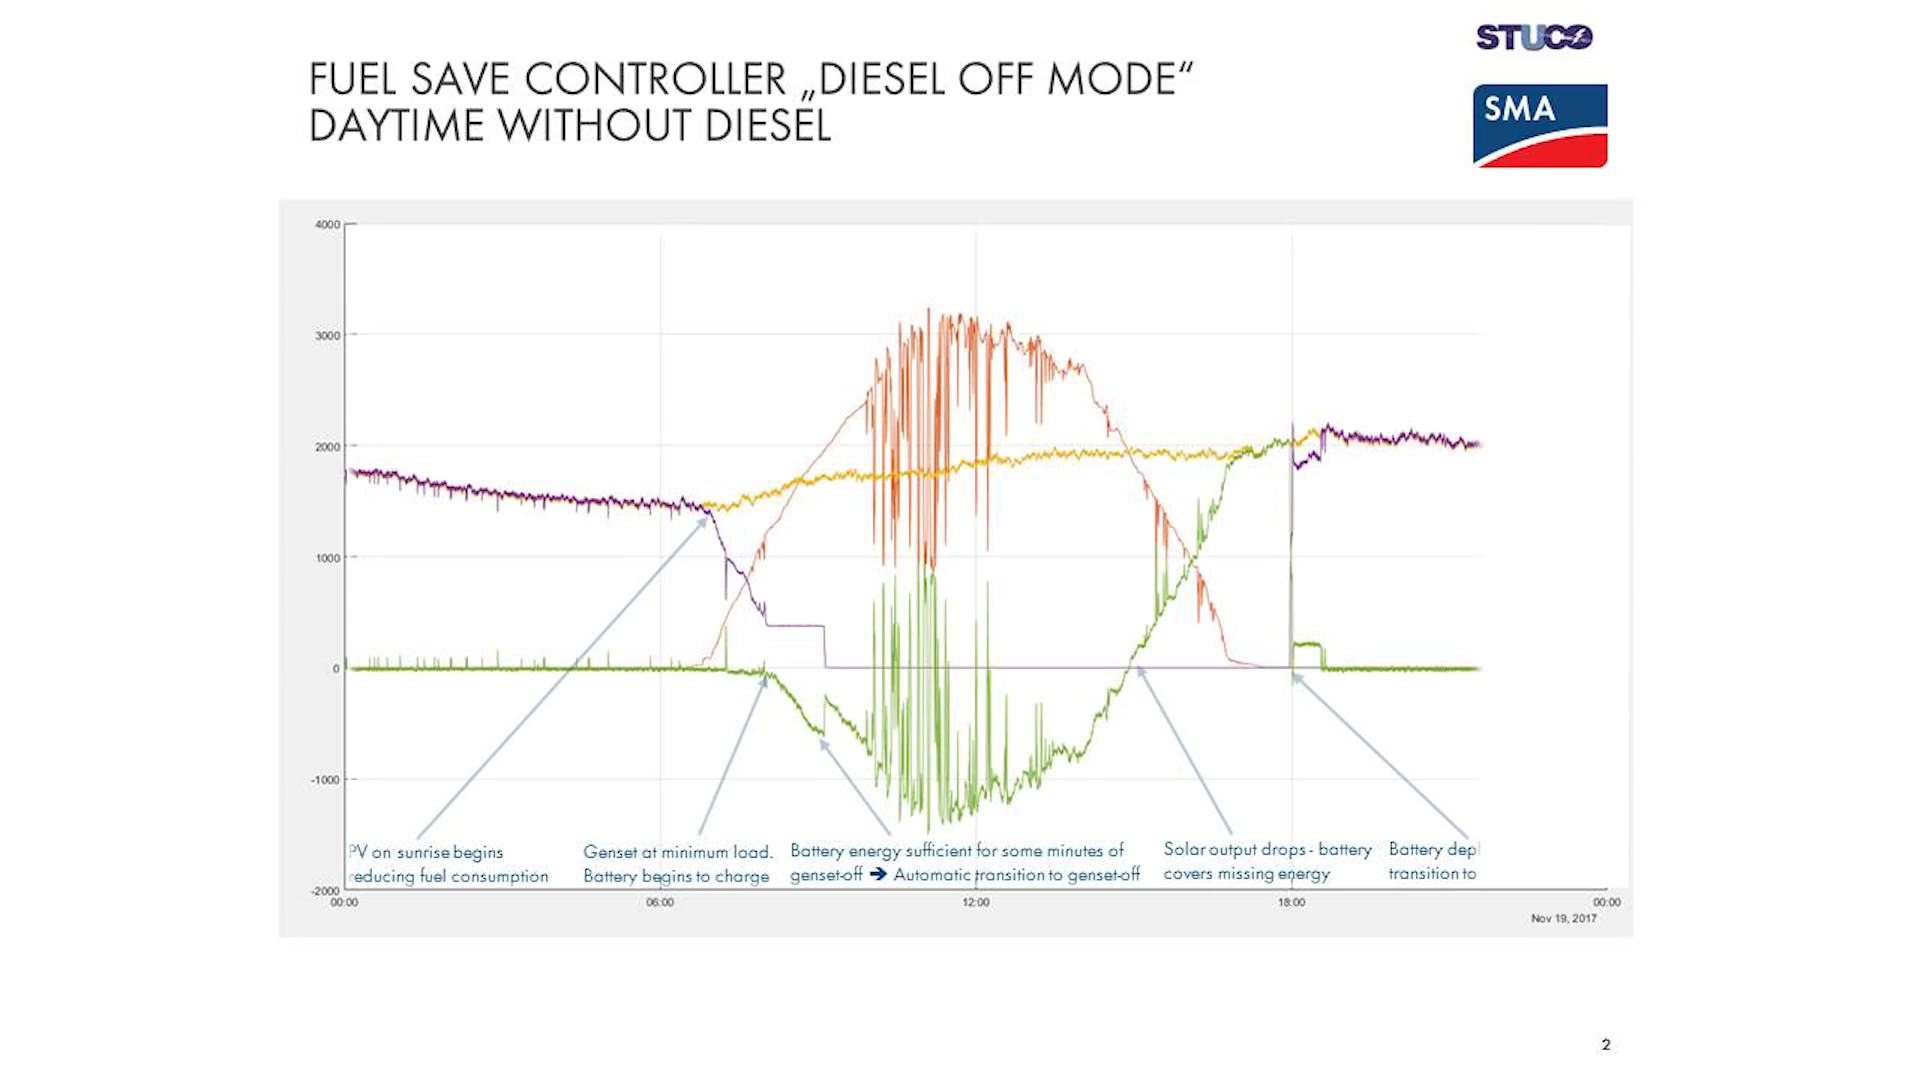 STUCO
FUEL SAVE CONTROLLER „DIESEL OFF MODE“
DAYTIME WITHOUT DIESEL
SMA
4000
3000
2000
1000
0
-1000
-2000
PV on sunrise begins
reducing fuel consumption
Genset at minimum load.
Battery begins to charge
Battery energy sufficient for some minutes of
genset-off ➔ Automatic transition to genset-off
Solar output drops - battery
covers missing energy
Battery depl
transition to
00:00
06:00
12:00
18:00
00:00
Nov 19, 2017
2